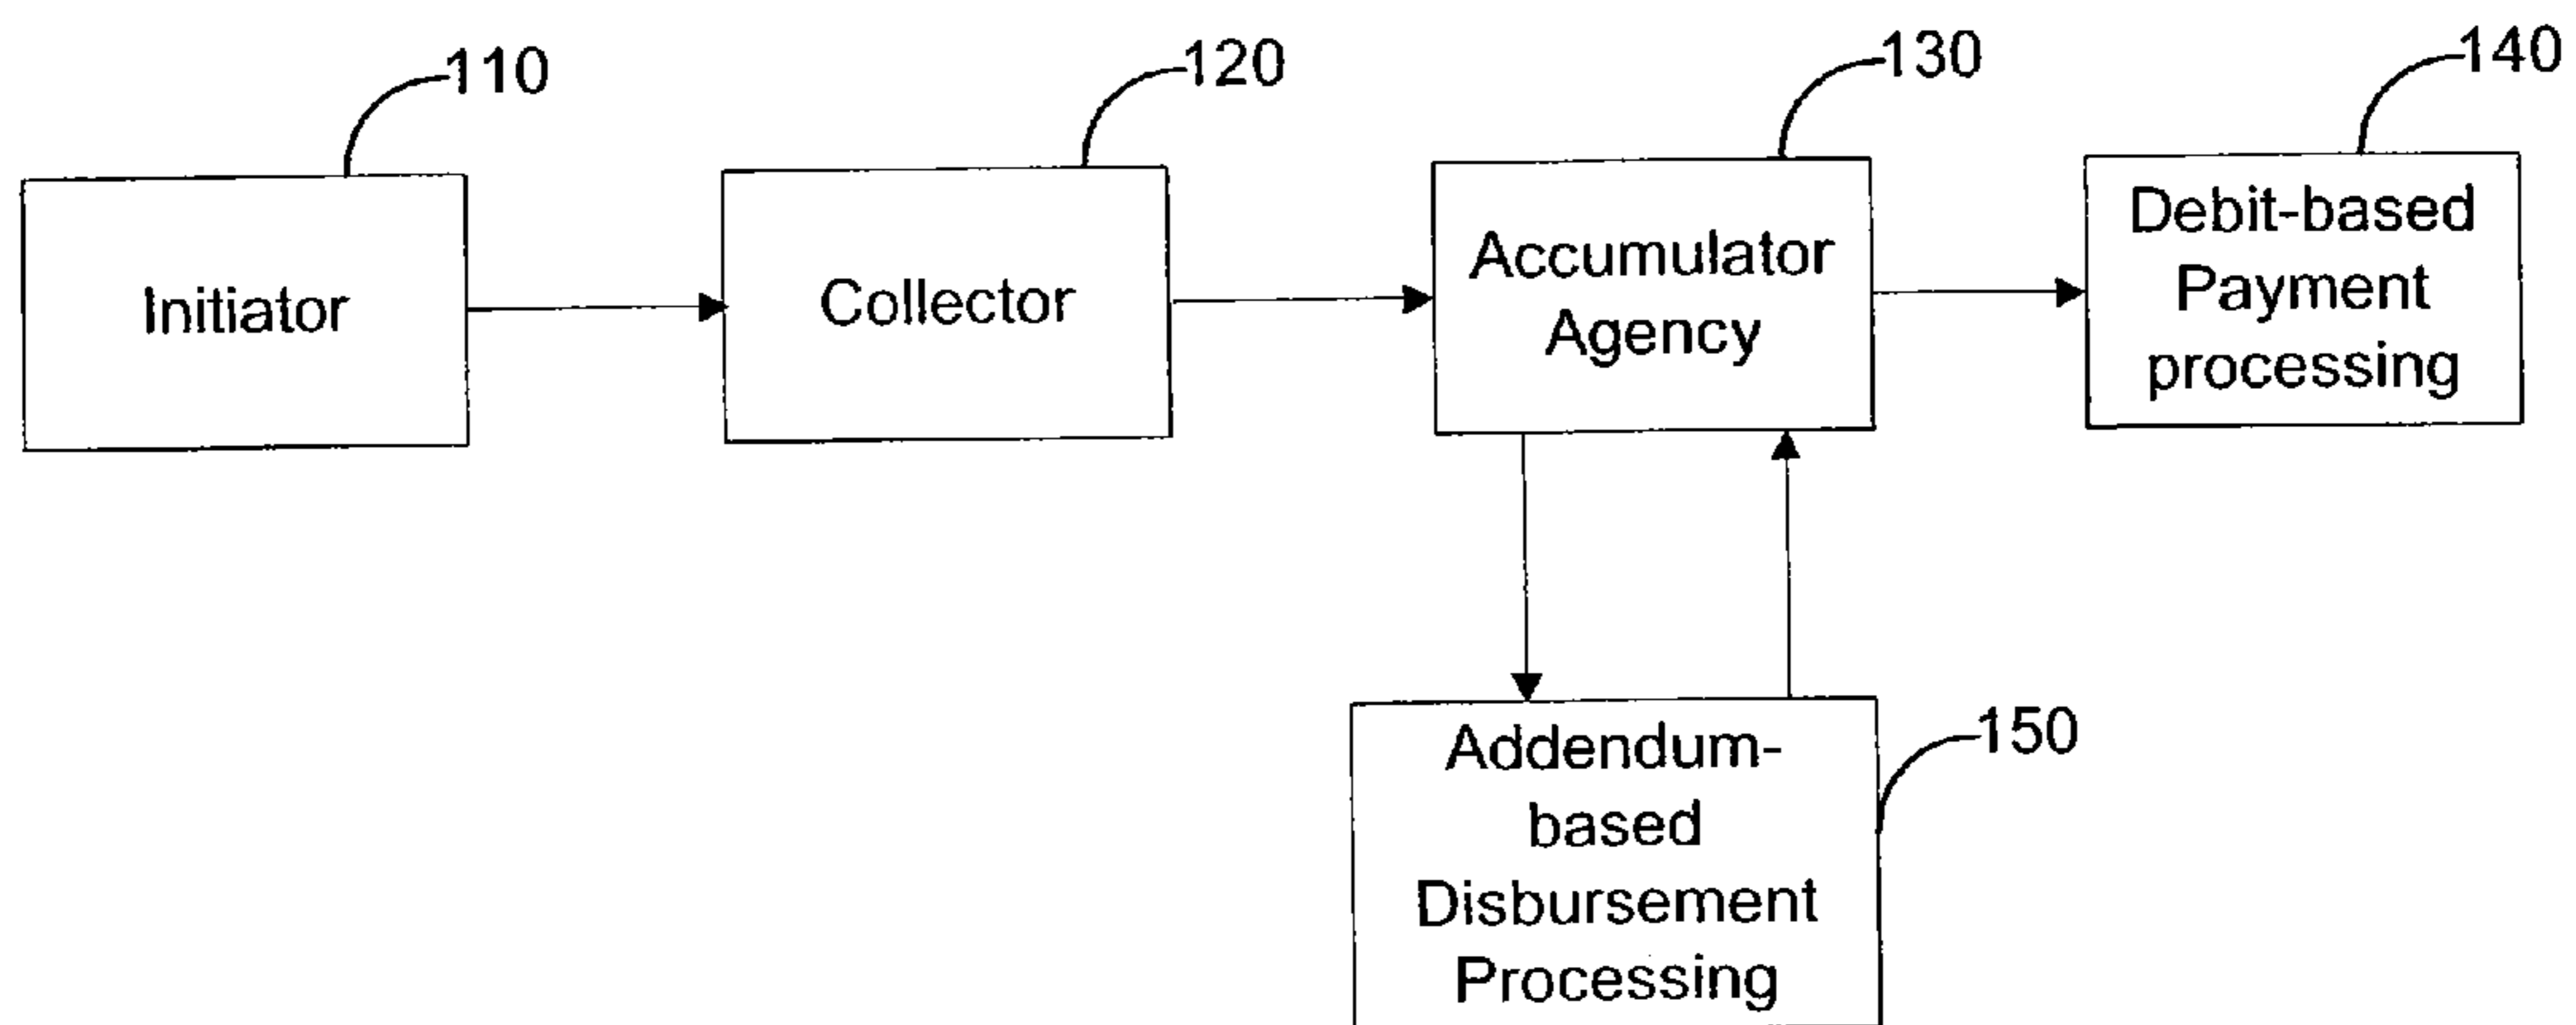 110
120
130
140
Initiator
Collector
Accumulator
Agency
Debit-based
Payment
processing
Addendum-
based
Disbursement
Processing
150